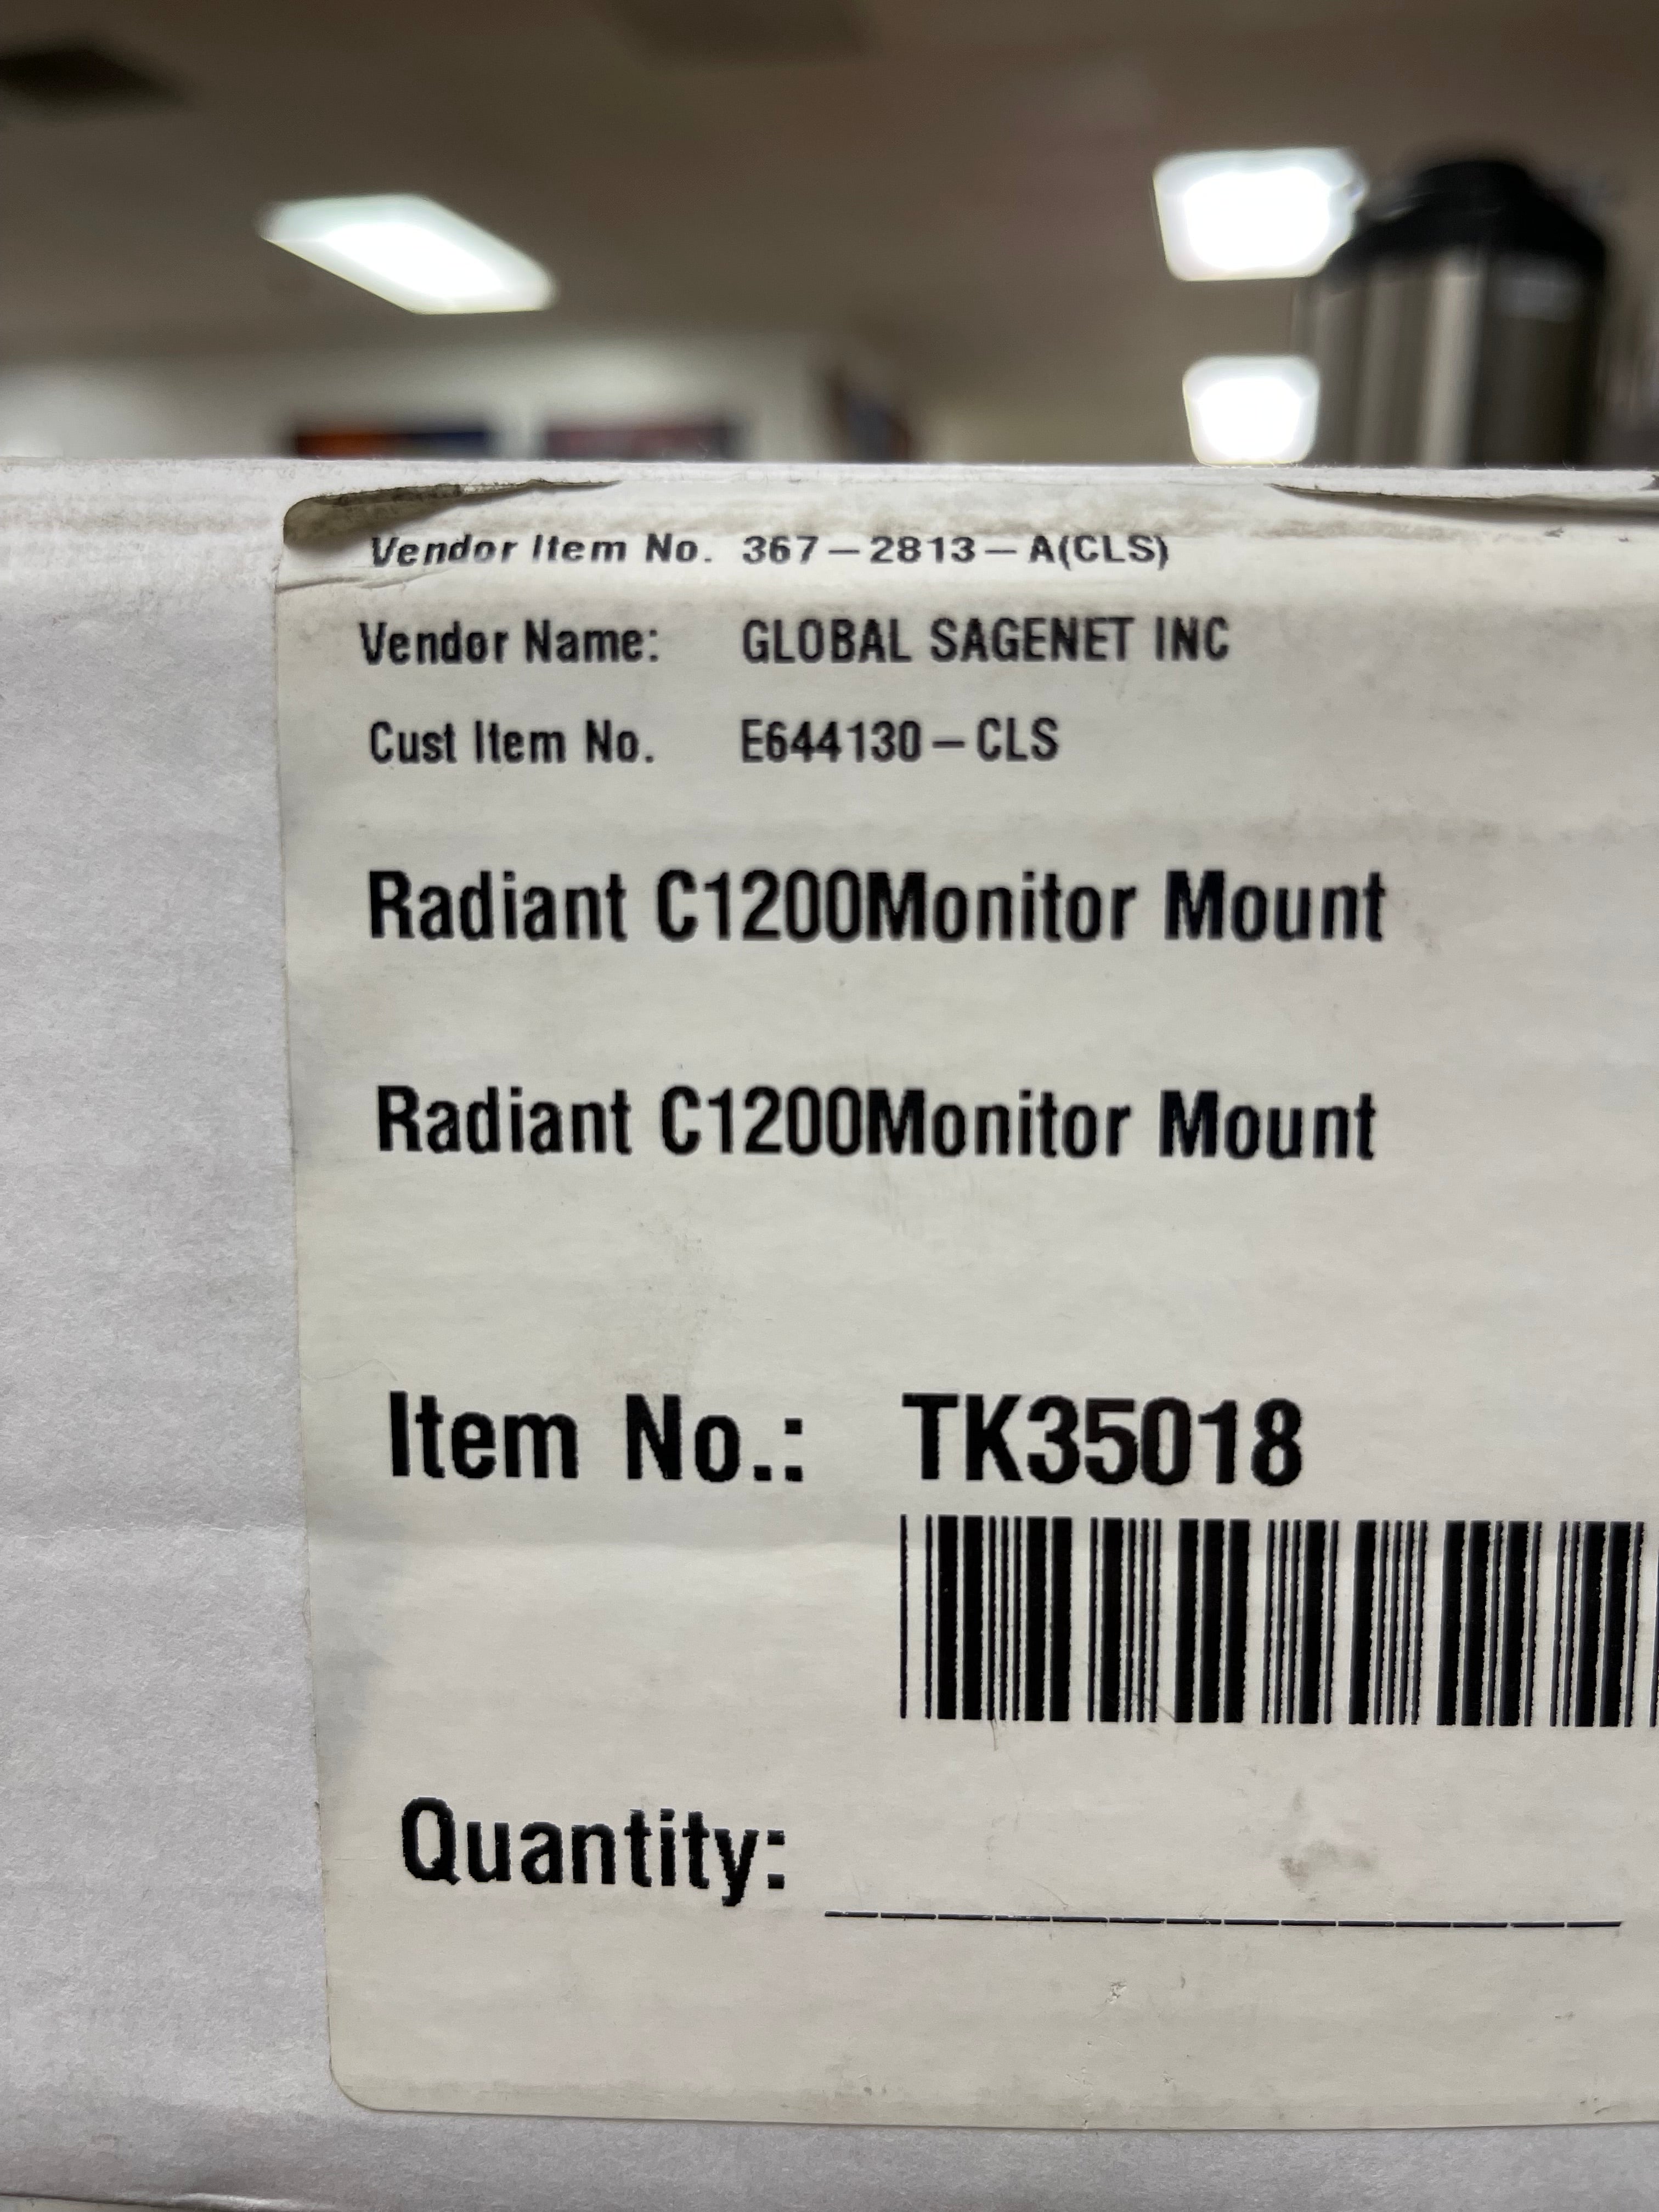 Vendor Item No. 367-2813-A(CLS)
Vendor Name: GLOBAL SAGENET INC
Cust Item No. E644130-CLS
Radiant C1200Monitor Mount
Radiant C1200Monitor Mount
Item No.: TK35018
Quantity: